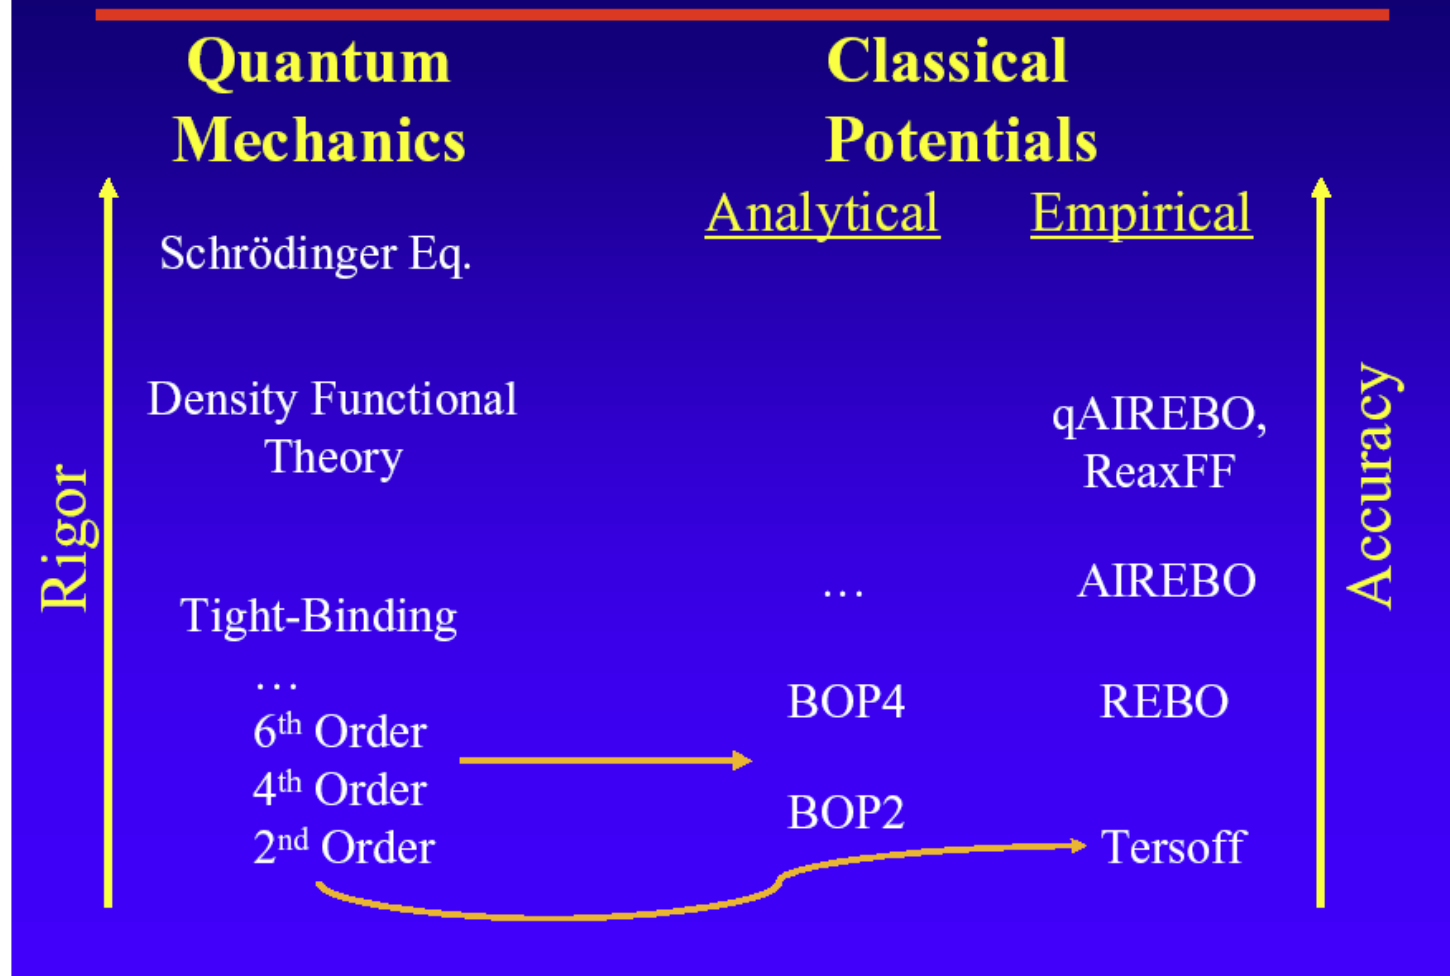 Quantum
Mechanics
Classical
Potentials
Analytical
Empirical
Schrödinger Eq.
Density Functional
Theory
qAIREBO,
ReaxFF
Rigor
Accuracy
Tight-Binding
…
6th Order
4th Order
2nd Order
…
BOP4
BOP2
AIREBO
REBO
Tersoff